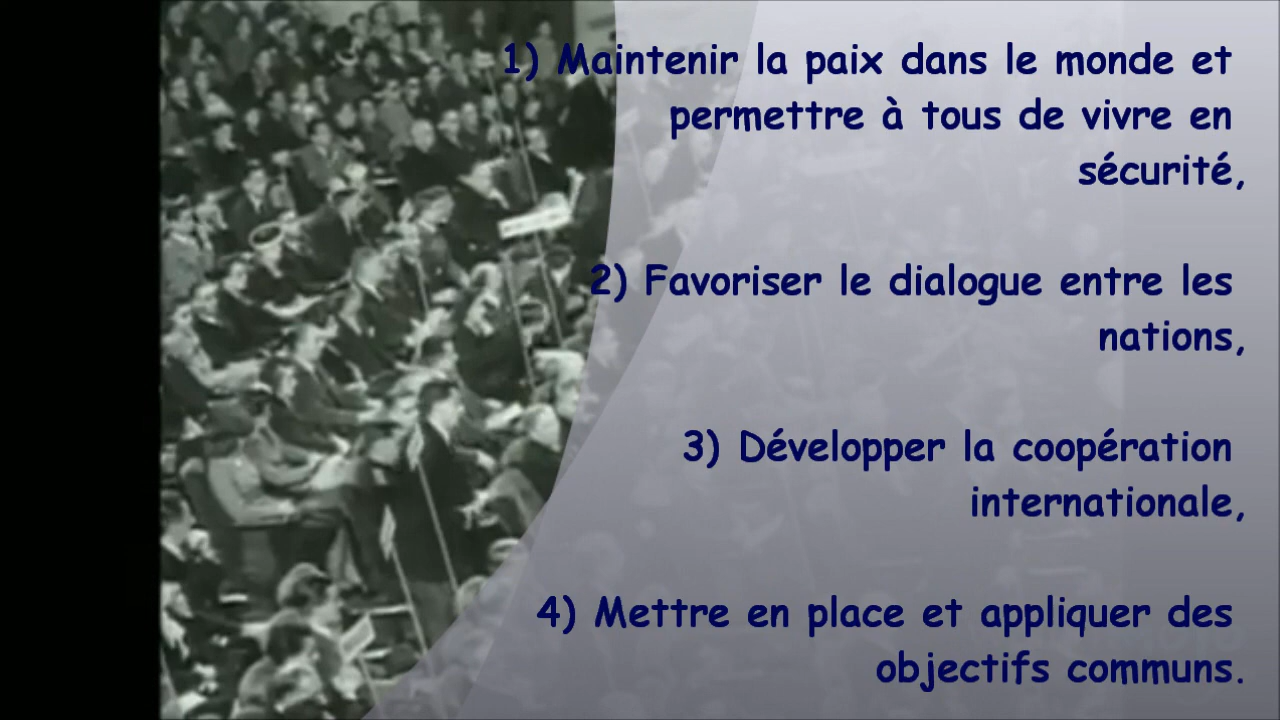 1) Maintenir la paix dans le monde et
permettre à tous de vivre en
sécurité,
2) Favoriser le dialogue entre les
nations,
3) Développer la coopération
internationale,
4) Mettre en place et appliquer des
objectifs communs.